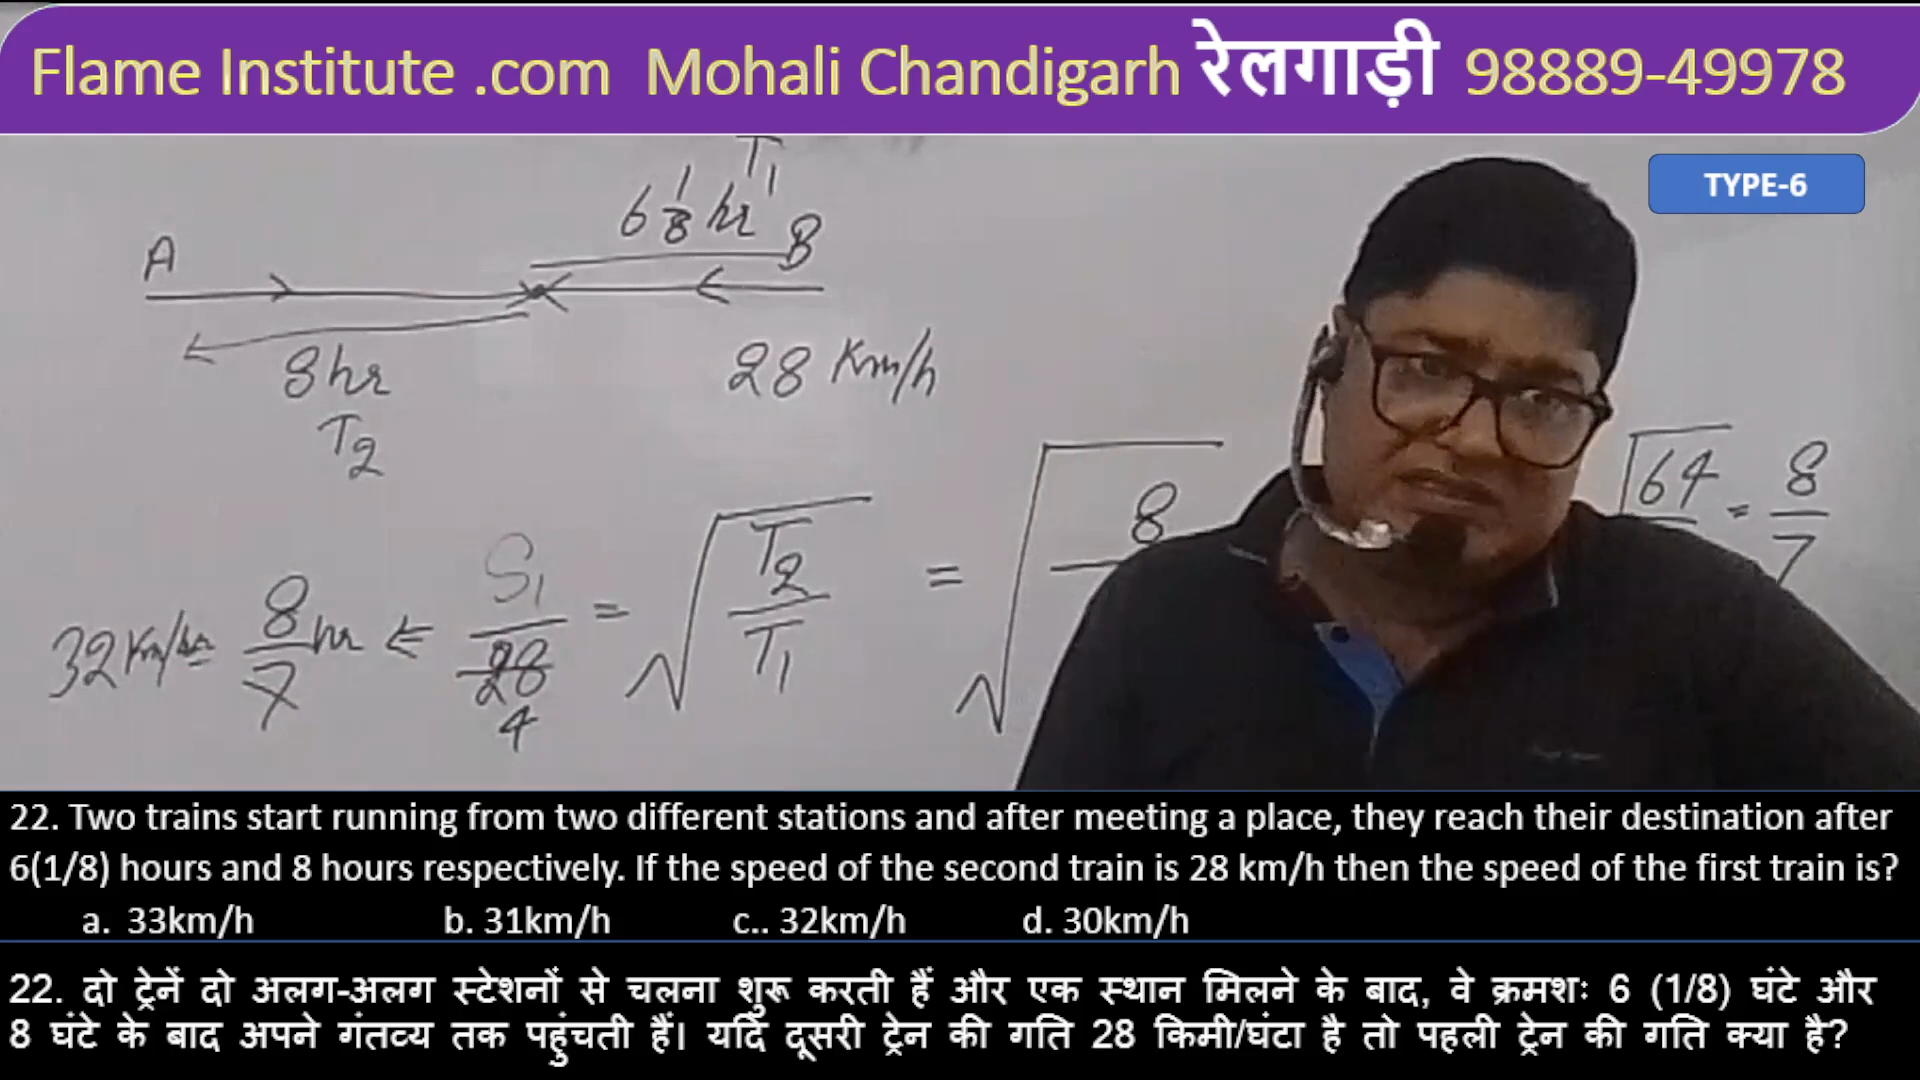 Flame Institute .com Mohali Chandigarh रेलगाड़ी 98889-49978
TYPE-6
T1
6 1/8 hr
A
B
8hr
T2
28 Km/h
32 Km/hr 8/7 hr ← S1/28 = √T2/T1 = √8
4
√64 = 8/7
22. Two trains start running from two different stations and after meeting a place, they reach their destination after
6(1/8) hours and 8 hours respectively. If the speed of the second train is 28 km/h then the speed of the first train is?
a. 33km/h b. 31km/h c.. 32km/h d. 30km/h
22. दो ट्रेनें दो अलग-अलग स्टेशनों से चलना शुरू करती हैं और एक स्थान मिलने के बाद, वे क्रमशः 6 (1/8) घंटे और
8 घंटे के बाद अपने गंतव्य तक पहुंचती हैं। यदि दूसरी ट्रेन की गति 28 किमी/घंटा है तो पहली ट्रेन की गति क्या है?